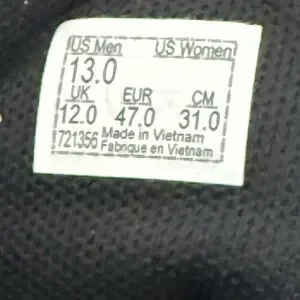 US Men US Women
13.0
UK EUR CM
12.0 47.0 31.0
721356 Made in Vietnam
Fabriqué en Vietnam